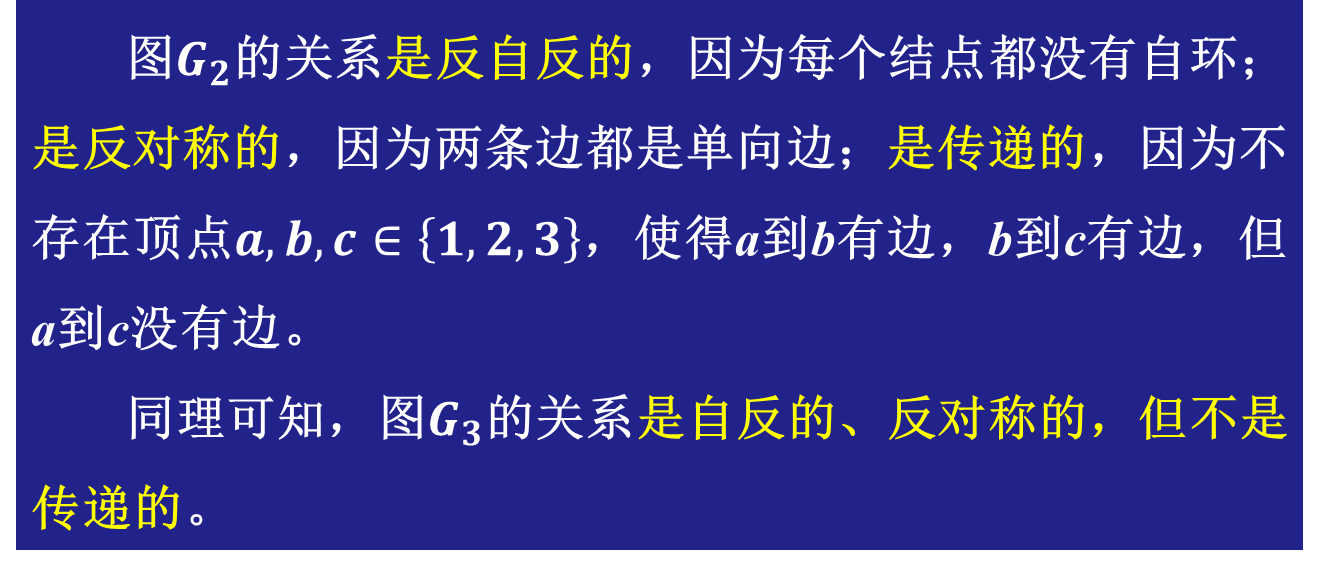 图G₂的关系是反自反的，因为每个结点都没有自环；
是反对称的，因为两条边都是单向边；是传递的，因为不
存在顶点a, b, c ∈ {1, 2, 3}，使得a到b有边，b到c有边，但
a到c没有边。
同理可知，图G₃的关系是自反的、反对称的，但不是
传递的。